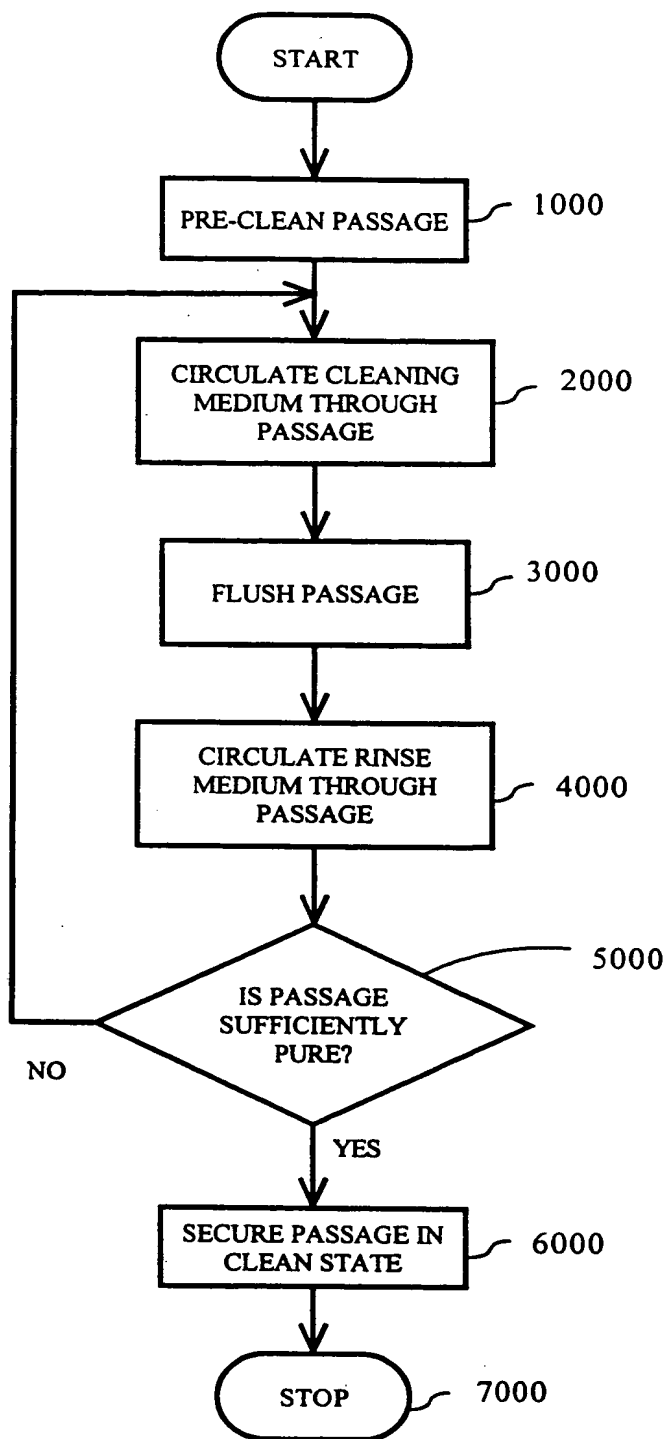 START
PRE-CLEAN PASSAGE
1000
CIRCULATE CLEANING
MEDIUM THROUGH
PASSAGE
2000
FLUSH PASSAGE
3000
CIRCULATE RINSE
MEDIUM THROUGH
PASSAGE
4000
IS PASSAGE
SUFFICIENTLY
PURE?
5000
NO
YES
SECURE PASSAGE IN
CLEAN STATE
6000
STOP
7000